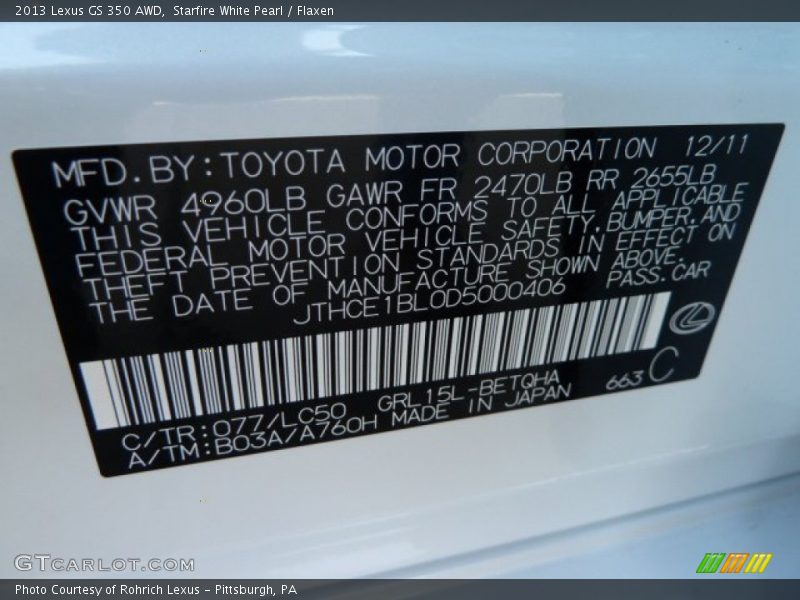 2013 Lexus GS 350 AWD, Starfire White Pearl / Flaxen
MFD.BY:TOYOTA MOTOR CORPORATION 12/11
GVWR 4960LB GAWR FR 2470LB RR 2655LB
THIS VEHICLE CONFORMS TO ALL APPLICABLE
FEDERAL MOTOR VEHICLE SAFETY,BUMPER,AND
THEFT PREVENTION STANDARDS IN EFFECT ON
THE DATE OF MANUFACTURE SHOWN ABOVE.
JTHCE1BL0D5000406 PASS.CAR
C/TR:077/LC50 GRL15L-BETQHA 663 C
A/TM:B03A/A760H MADE IN JAPAN
GTCARLOT.COM
Photo Courtesy of Rohrich Lexus - Pittsburgh, PA